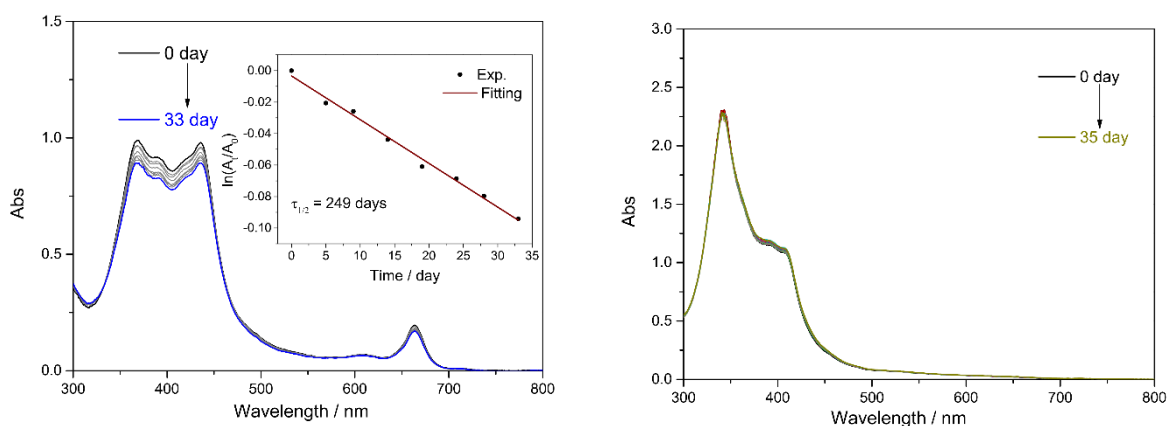 1.5
1.0
0.5
0.0
Abs
300 400 500 600 700 800
Wavelength / nm
0 day
33 day
0.00
-0.02
-0.04
-0.06
-0.08
-0.10
ln(Aₜ/A₀)
Exp.
Fitting
τ₁/₂ = 249 days
0 5 10 15 20 25 30 35
Time / day
3.0
2.5
2.0
1.5
1.0
0.5
0.0
Abs
300 400 500 600 700 800
Wavelength / nm
0 day
35 day